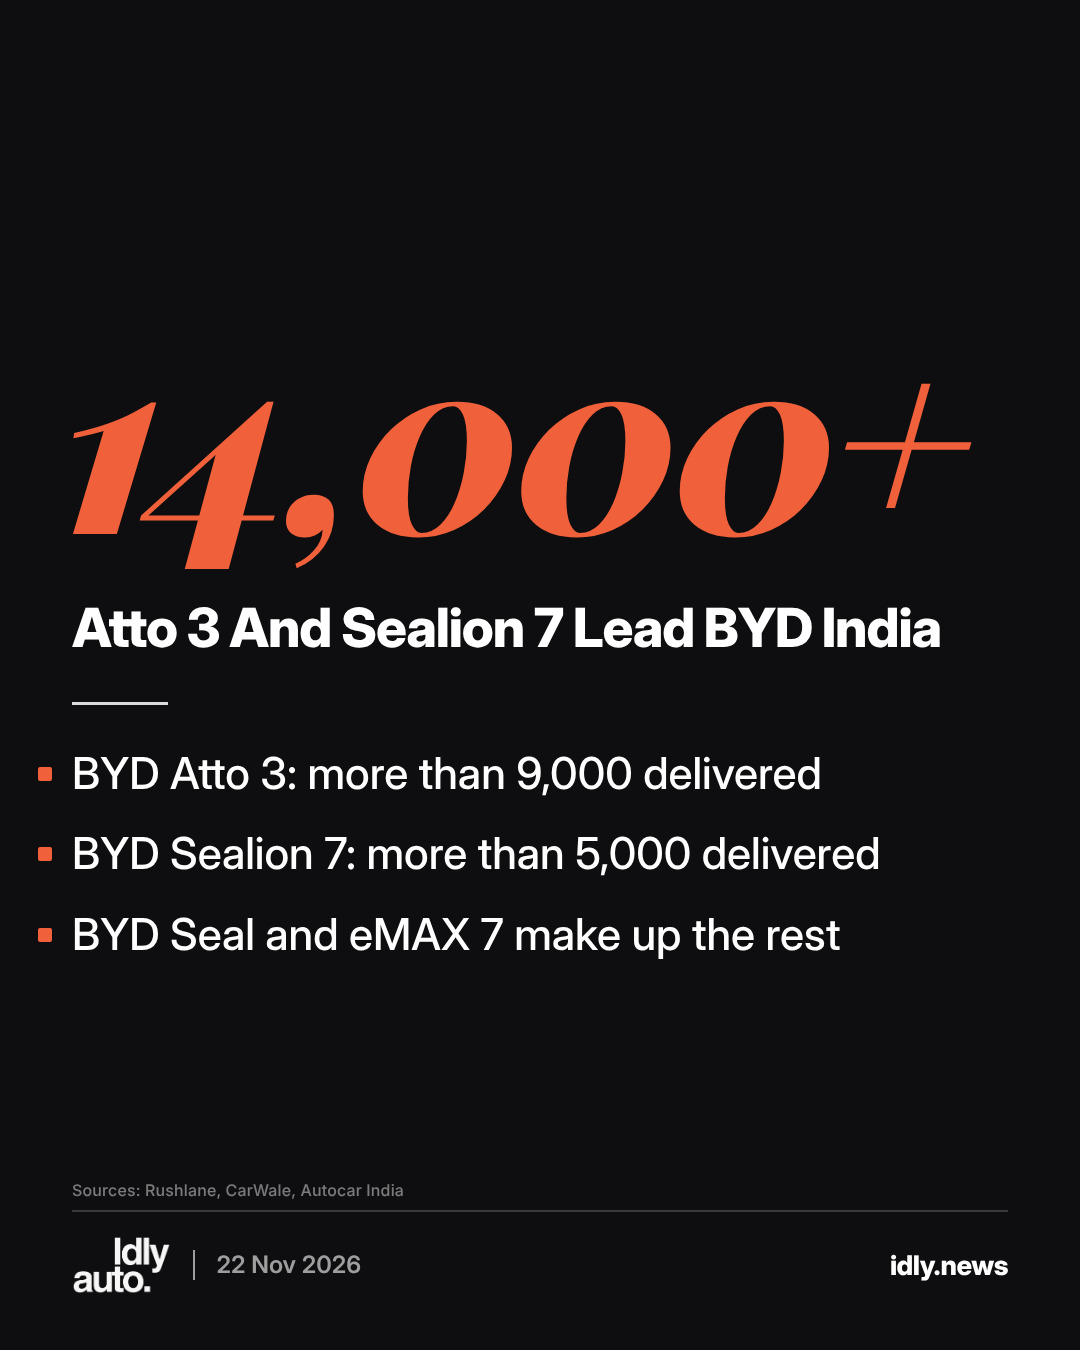 14,000+
Atto 3 And Sealion 7 Lead BYD India
BYD Atto 3: more than 9,000 delivered
BYD Sealion 7: more than 5,000 delivered
BYD Seal and eMAX 7 make up the rest
Sources: Rushlane, CarWale, Autocar India
Idly
auto.
22 Nov 2026
idly.news